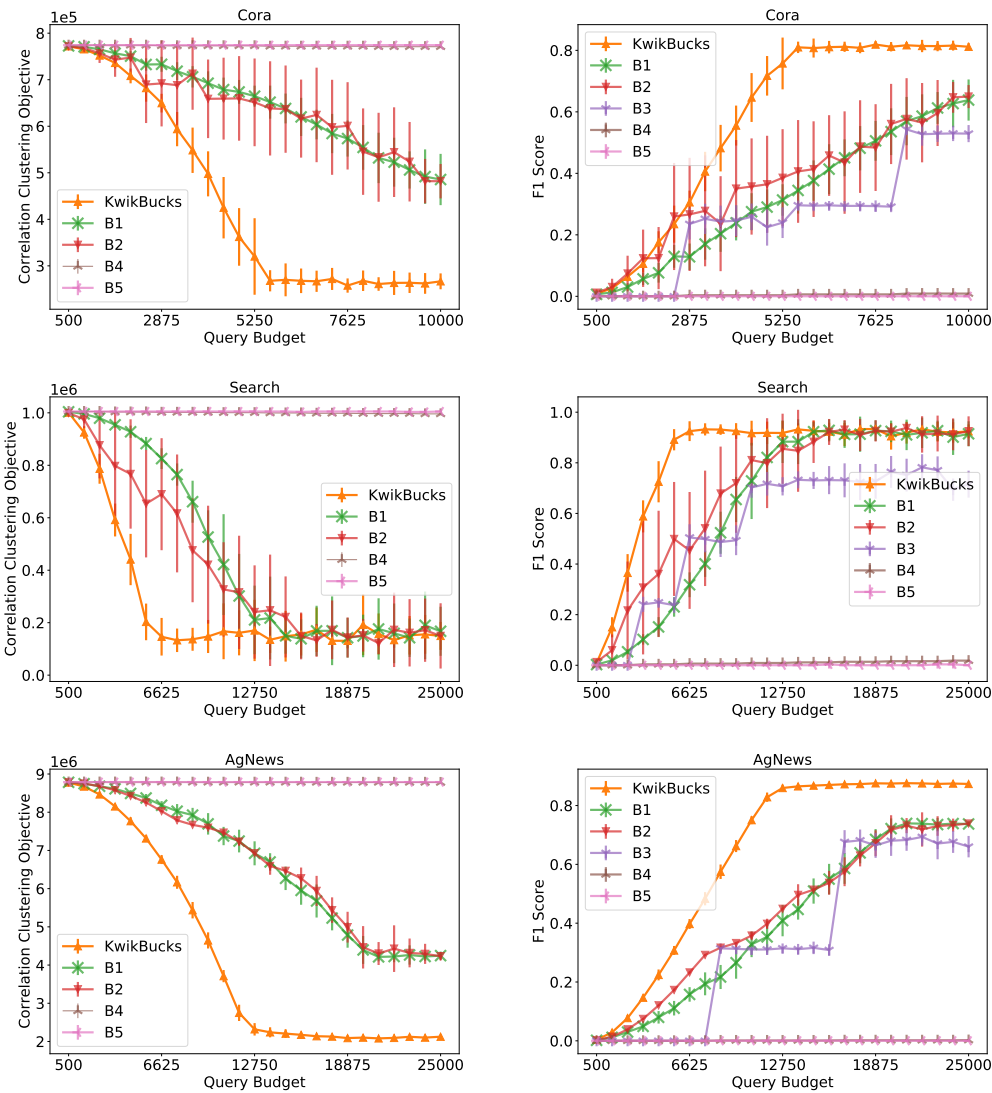 Cora
1e5
8
7
6
5
4
3
Correlation Clustering Objective
KwikBucks
B1
B2
B4
B5
500 2875 5250 7625 10000
Query Budget
Cora
0.8
0.6
0.4
0.2
0.0
F1 Score
KwikBucks
B1
B2
B3
B4
B5
500 2875 5250 7625 10000
Query Budget
Search
1e6
1.0
0.8
0.6
0.4
0.2
0.0
Correlation Clustering Objective
KwikBucks
B1
B2
B4
B5
500 6625 12750 18875 25000
Query Budget
Search
1.0
0.8
0.6
0.4
0.2
0.0
F1 Score
KwikBucks
B1
B2
B3
B4
B5
500 6625 12750 18875 25000
Query Budget
AgNews
1e6
9
8
7
6
5
4
3
2
Correlation Clustering Objective
KwikBucks
B1
B2
B4
B5
500 6625 12750 18875 25000
Query Budget
AgNews
0.8
0.6
0.4
0.2
0.0
F1 Score
KwikBucks
B1
B2
B3
B4
B5
500 6625 12750 18875 25000
Query Budget